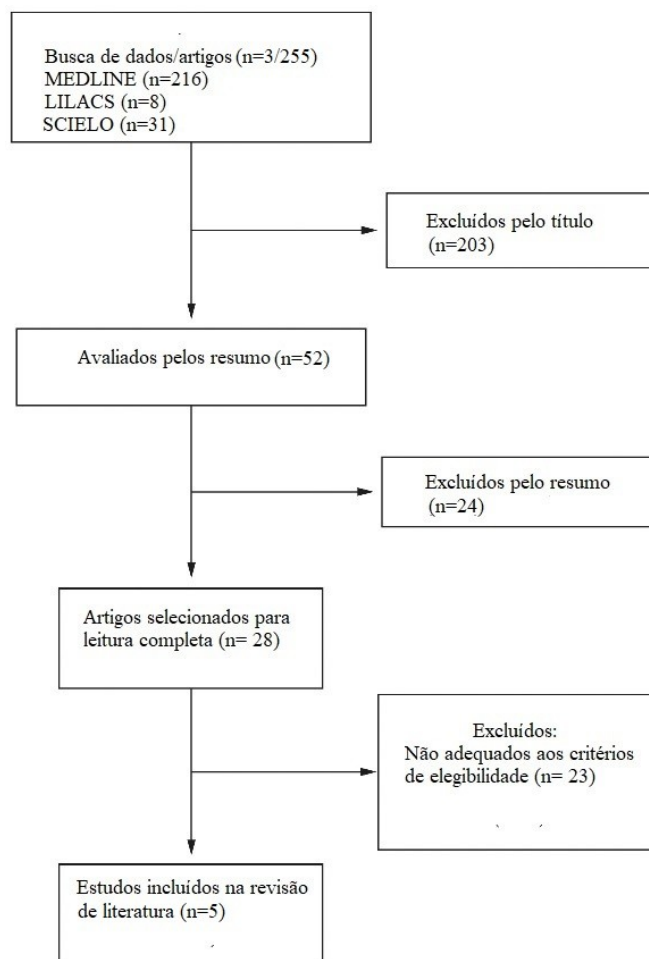 Busca de dados/artigos (n=3/255)
MEDLINE (n=216)
LILACS (n=8)
SCIELO (n=31)
Excluídos pelo título
(n=203)
Avaliados pelos resumo (n=52)
Excluídos pelo resumo
(n=24)
Artigos selecionados para
leitura completa (n= 28)
Excluídos:
Não adequados aos critérios
de elegibilidade (n= 23)
Estudos incluídos na revisão
de literatura (n=5)